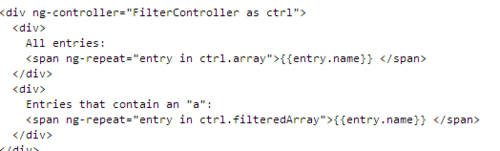 <div ng-controller="FilterController as ctrl">
  <div>
    All entries:
    <span ng-repeat="entry in ctrl.array">{{entry.name}} </span>
  </div>
  <div>
    Entries that contain an "a":
    <span ng-repeat="entry in ctrl.filteredArray">{{entry.name}} </span>
  </div>
</div>